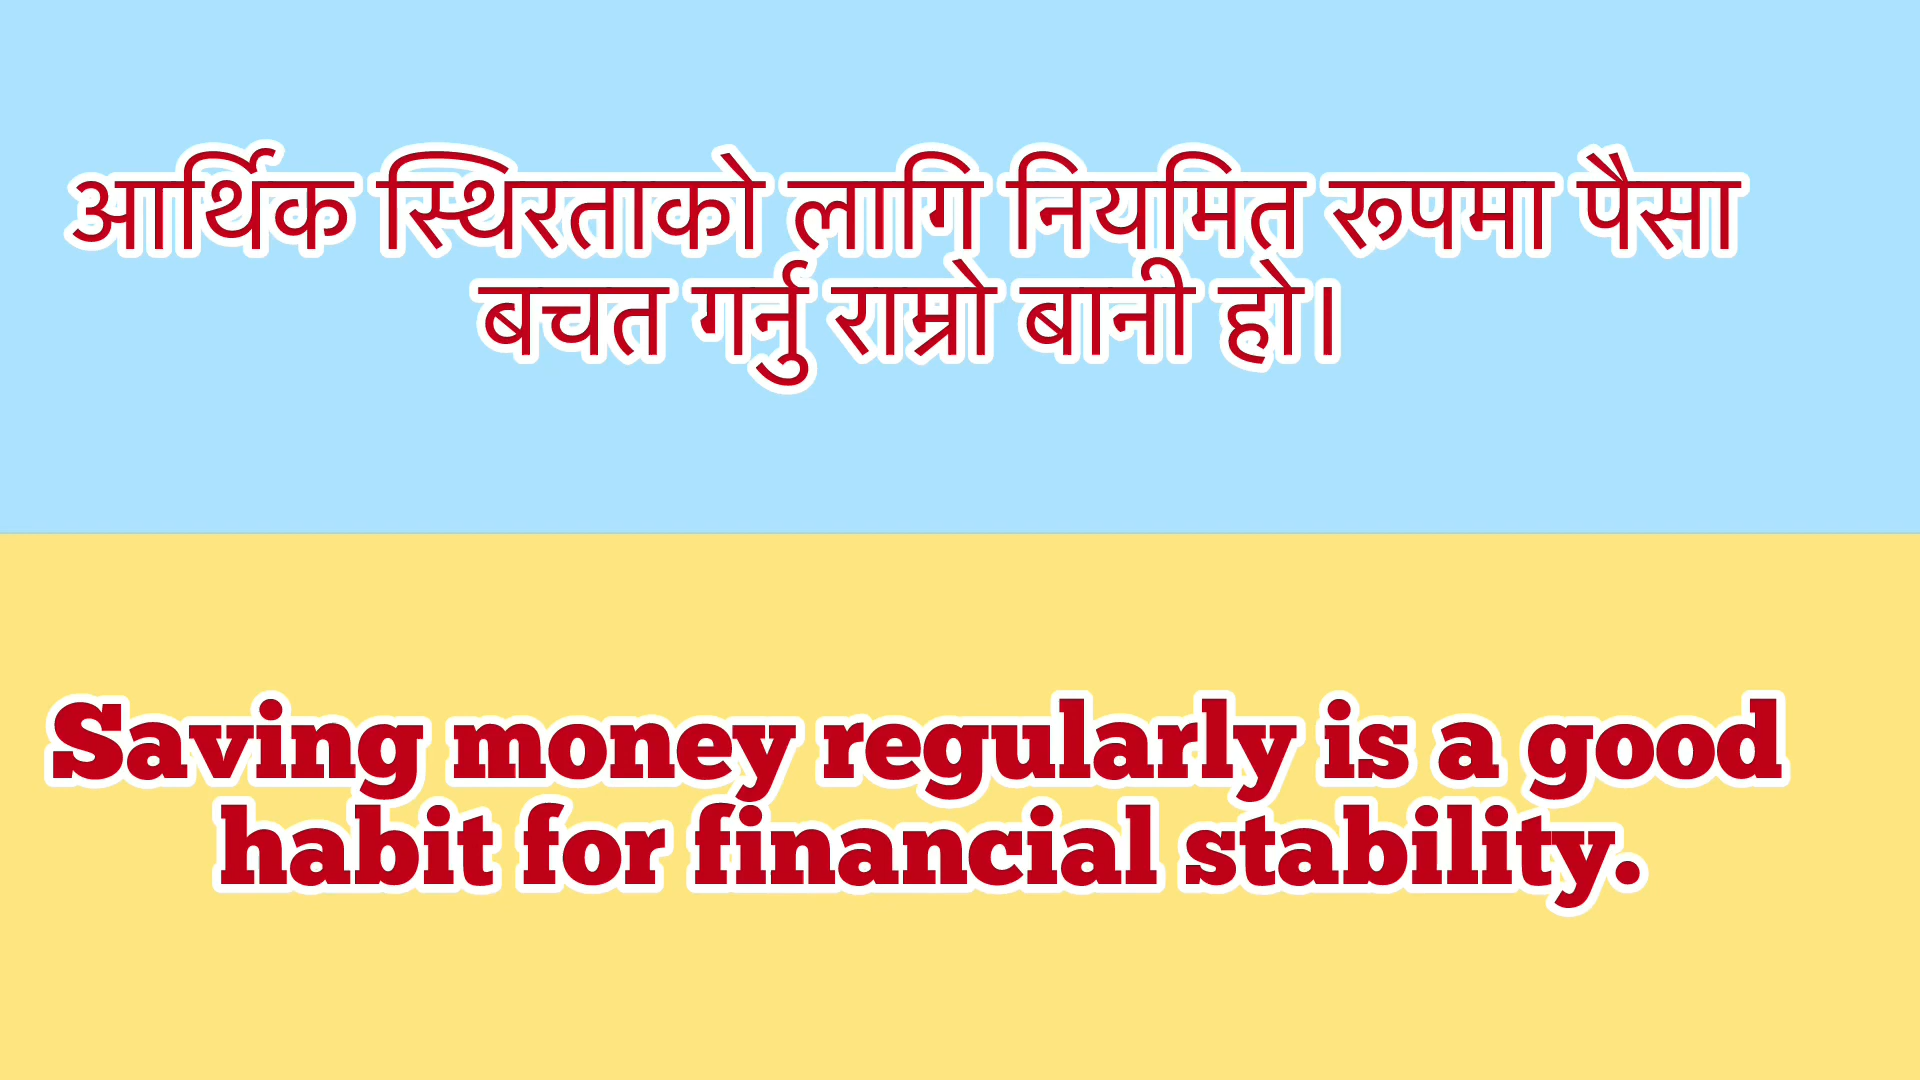 आर्थिक स्थिरताको लागि नियमित रूपमा पैसा
बचत गर्नु राम्रो बानी हो।
Saving money regularly is a good
habit for financial stability.